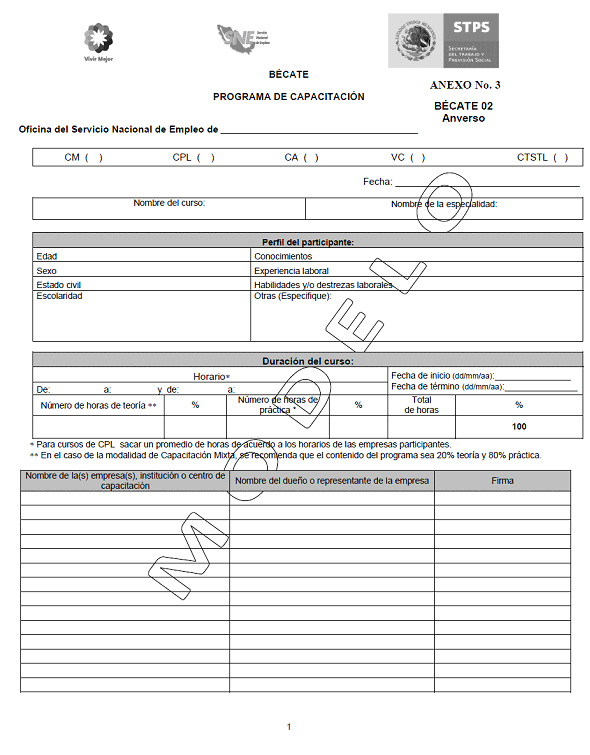 Vivir Mejor
SNE Servicio Nacional de Empleo
STPS
SECRETARÍA
DEL TRABAJO Y
PREVISIÓN SOCIAL
BÉCATE
ANEXO No. 3
PROGRAMA DE CAPACITACIÓN
BÉCATE 02
Anverso
Oficina del Servicio Nacional de Empleo de
CM ( ) CPL ( ) CA ( ) VC ( ) CTSTL ( )
Fecha:
Nombre del curso: Nombre de la especialidad:
Perfil del participante:
Edad Conocimientos
Sexo Experiencia laboral
Estado civil Habilidades y/o destrezas laborales
Escolaridad Otras (Especifique):
Duración del curso:
Horario* Fecha de inicio (dd/mm/aa):
De: a: y de: a: Fecha de término (dd/mm/aa):
Número de horas de teoría ** % Número de horas de práctica * % Total de horas %
100
* Para cursos de CPL sacar un promedio de horas de acuerdo a los horarios de las empresas participantes.
** En el caso de la modalidad de Capacitación Mixta, se recomenda que el contenido del programa sea 20% teoría y 80% práctica.
Nombre de la(s) empresa(s), institución o centro de capacitación Nombre del dueño o representante de la empresa Firma
MODELO
1